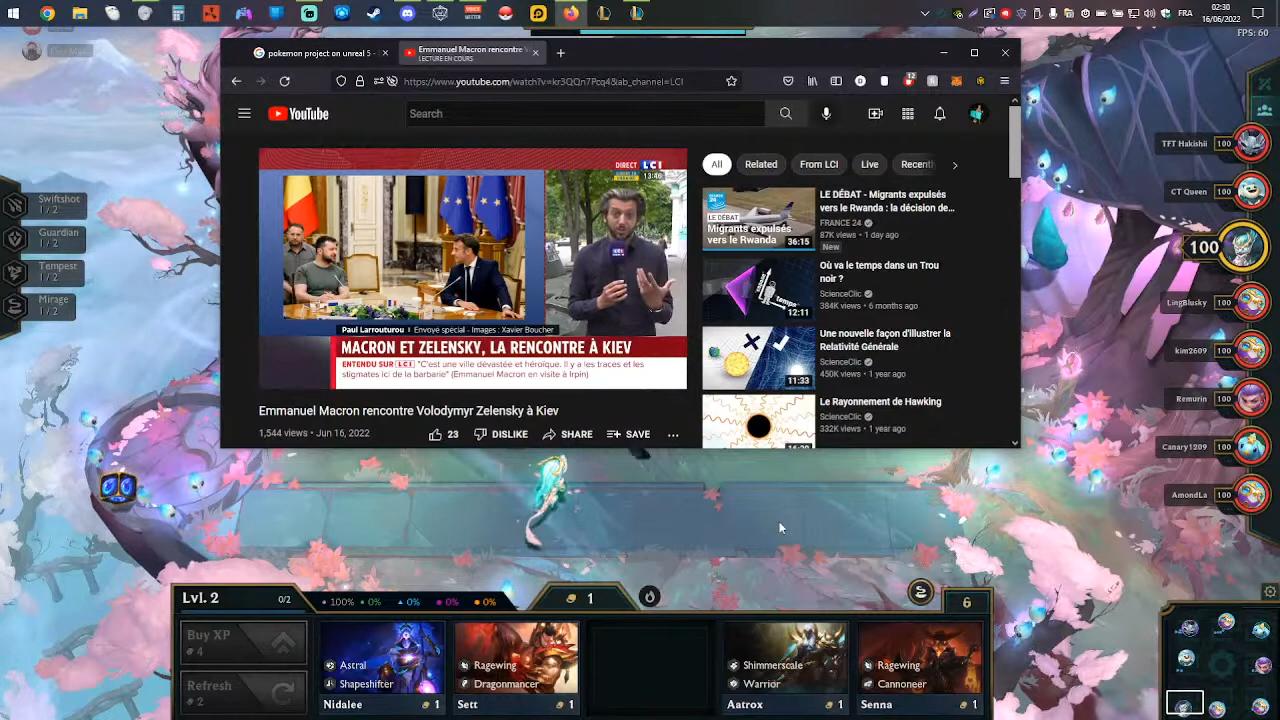 02:30
FRA
16/06/2022
FPS: 60
pokemon project on unreal 5 -
Emmanuel Macron rencontre V
LECTURE EN COURS
https://www.youtube.com/watch?v=kr3QQn7Pcq4&ab_channel=LCI
12
YouTube
Search
DIRECT LCI
13:46
MACRON ET ZELENSKY, LA RENCONTRE À KIEV
Paul Larrouturou | Envoyé spécial - Images : Xavier Boucher
ENTENDU SUR LCI "C'est une ville dévastée et héroïque. Il y a les traces et les
stigmates ici de la barbarie" (Emmanuel Macron en visite à Irpin)
Emmanuel Macron rencontre Volodymyr Zelensky à Kiev
1,544 views • Jun 16, 2022
23
DISLIKE
SHARE
SAVE
All
Related
From LCI
Live
Recent
FRANCE 24
LE DÉBAT
Migrants expulsés
vers le Rwanda
36:15
LE DÉBAT - Migrants expulsés
vers le Rwanda : la décision de...
FRANCE 24
87K views • 1 day ago
New
temps
12:11
Où va le temps dans un Trou
noir ?
ScienceClic
384K views • 6 months ago
11:33
Une nouvelle façon d'illustrer la
Relativité Générale
ScienceClic
450K views • 1 year ago
Le Rayonnement de Hawking
ScienceClic
332K views • 1 year ago
Swiftshot
1 / 2
Guardian
1 / 2
Tempest
1 / 2
Mirage
1 / 2
TFT Hakishii 100
CT Queen 100
100
LingBlusky 100
kim2609 100
Remurin 100
Canary1209 100
AmondLa 100
Lvl. 2
0/2
100% 0% 0% 0% 0%
1
6
Buy XP
4
Refresh
2
Astral
Shapeshifter
Nidalee 1
Ragewing
Dragonmancer
Sett 1
Shimmerscale
Warrior
Aatrox 1
Ragewing
Cannoneer
Senna 1